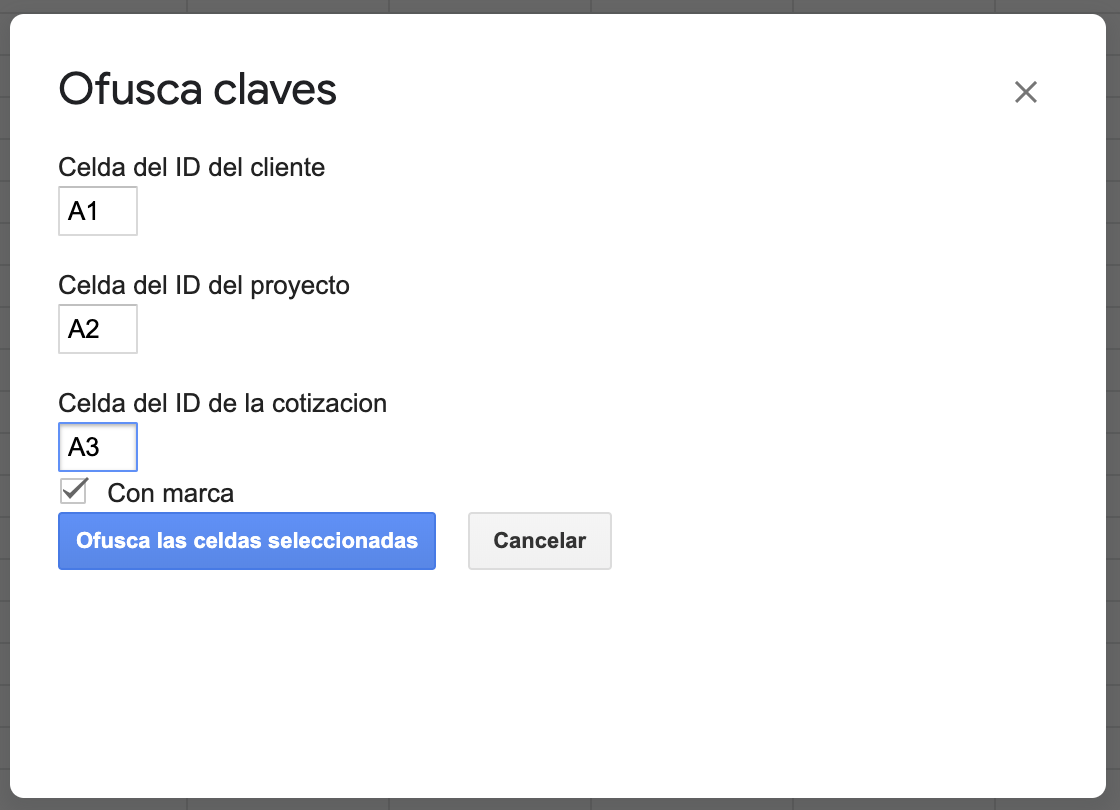 Ofusca claves
Celda del ID del cliente
A1
Celda del ID del proyecto
A2
Celda del ID de la cotizacion
A3
Con marca
Ofusca las celdas seleccionadas Cancelar